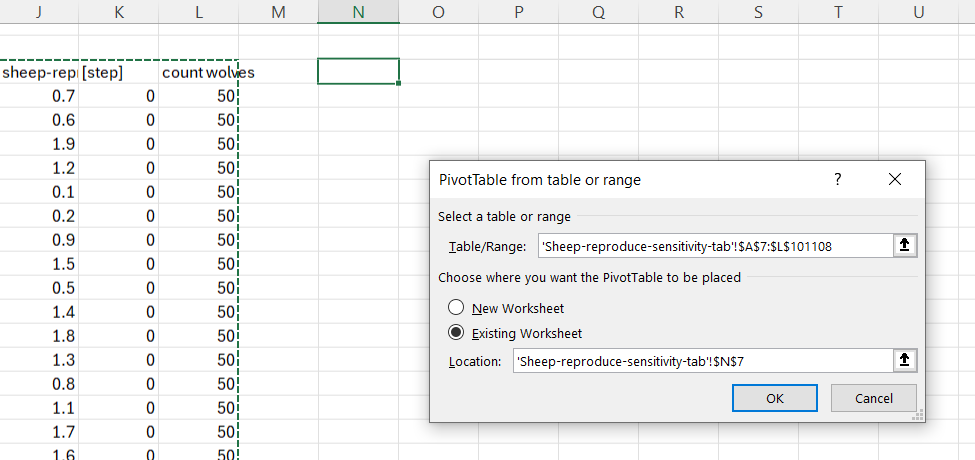 J K L M N O P Q R S T U
sheep-rep [step] count wolves
0.7 0 50
0.6 0 50
1.9 0 50
1.2 0 50
0.1 0 50
0.2 0 50
0.9 0 50
1.5 0 50
0.5 0 50
1.4 0 50
1.8 0 50
1.3 0 50
0.8 0 50
1.1 0 50
1.7 0 50
1.6 0 50
PivotTable from table or range ?
Select a table or range
Table/Range: 'Sheep-reproduce-sensitivity-tab'!$A$7:$L$101108
Choose where you want the PivotTable to be placed
New Worksheet
Existing Worksheet
Location: 'Sheep-reproduce-sensitivity-tab'!$N$7
OK Cancel